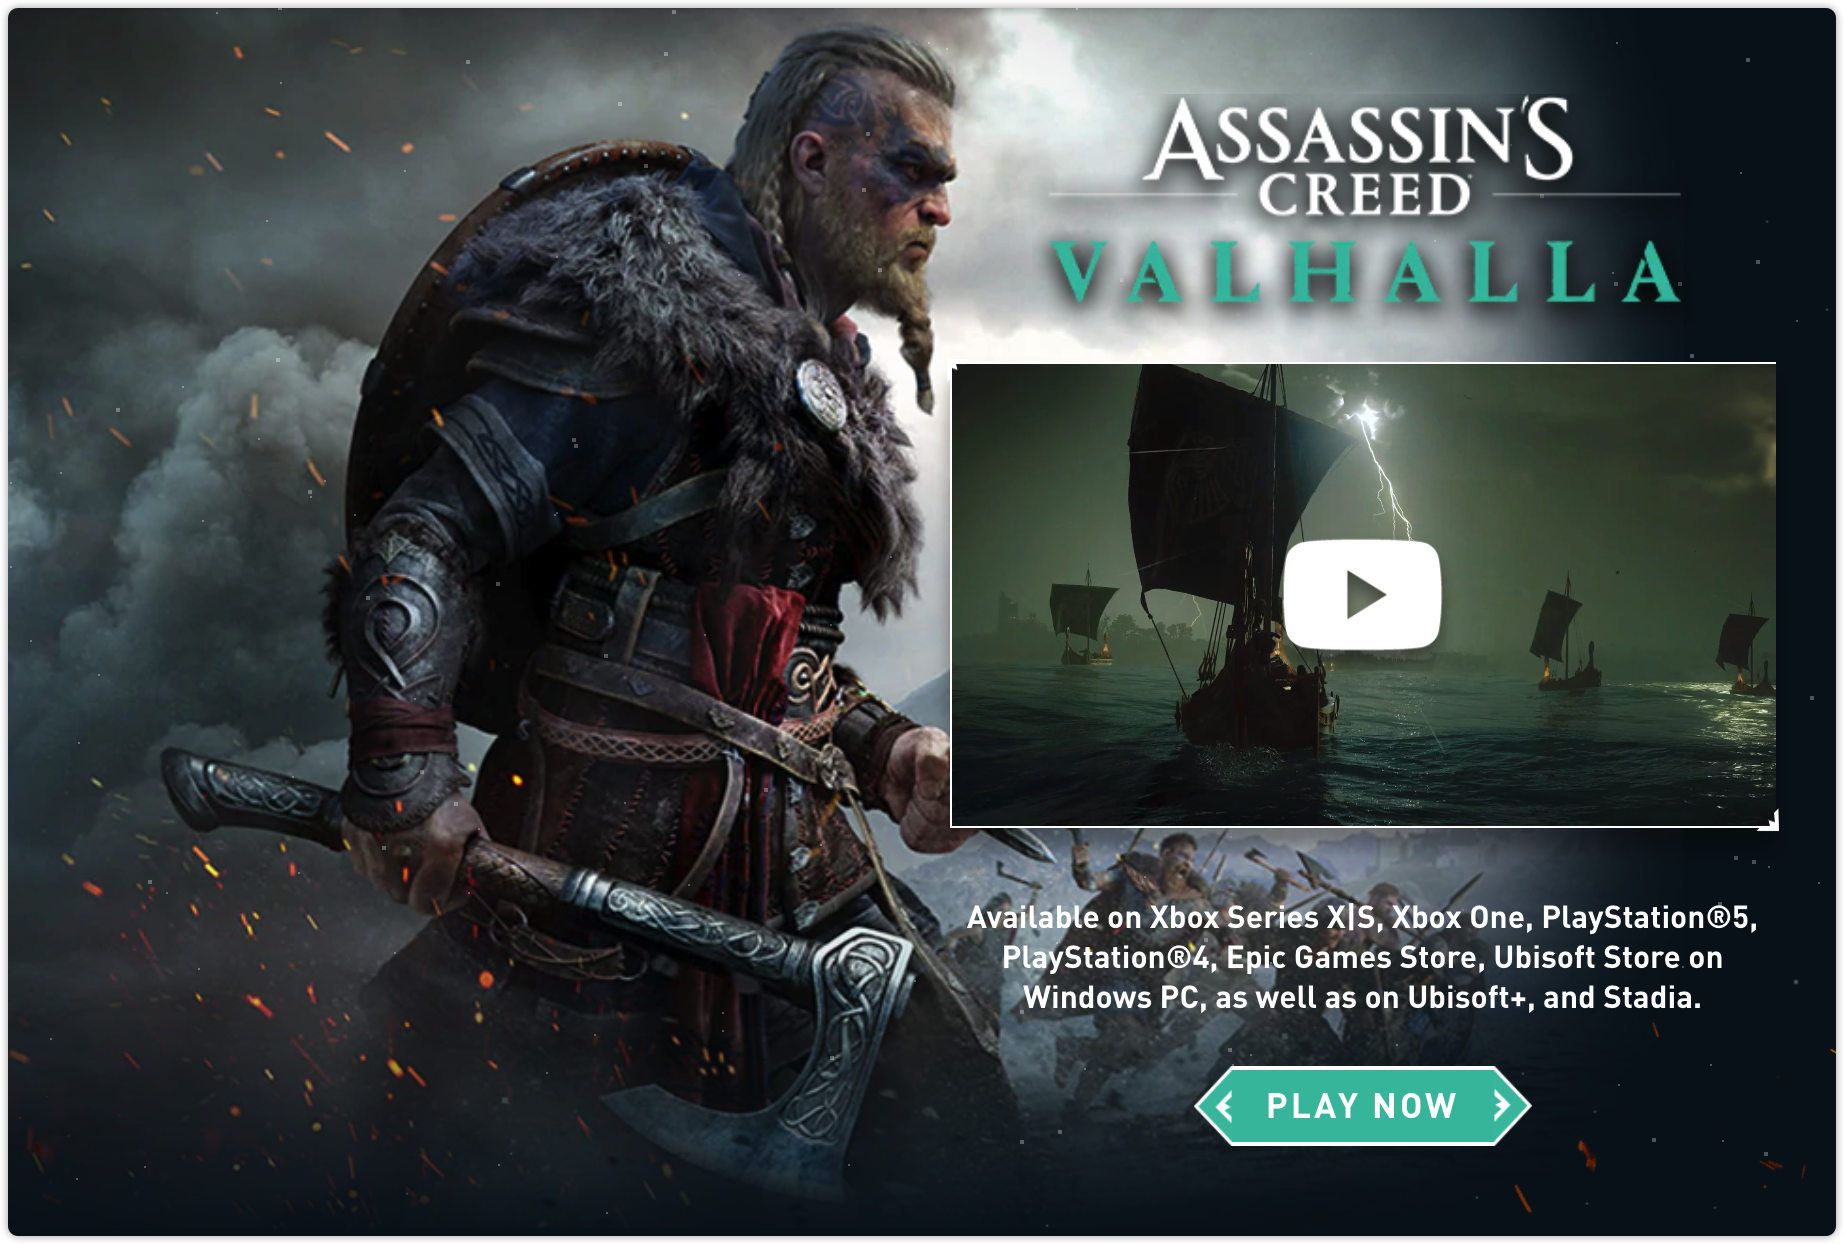 ASSASSIN'S
CREED
VALHALLA
Available on Xbox Series X|S, Xbox One, PlayStation®5,
PlayStation®4, Epic Games Store, Ubisoft Store on
Windows PC, as well as on Ubisoft+, and Stadia.
PLAY NOW